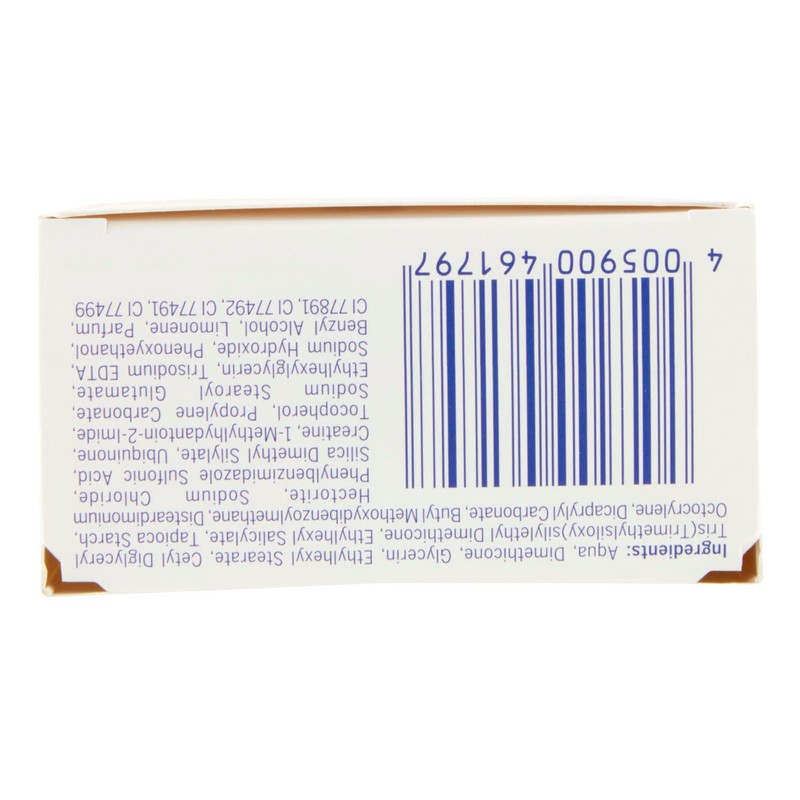 Ingredients: Aqua, Dimethicone, Glycerin, Ethylhexyl Stearate, Cetyl Diglyceryl
Tris(Trimethylsiloxy)silylethyl Dimethicone, Ethylhexyl Salicylate, Tapioca Starch,
Octocrylene, Dicaprylyl Carbonate, Butyl Methoxydibenzoylmethane, Disteardimonium
Hectorite, Sodium Chloride,
Phenylbenzimidazole Sulfonic Acid,
Silica Dimethyl Silylate, Ubiquinone,
Creatine, 1-Methylhydantoin-2-Imide,
Tocopherol, Propylene Carbonate,
Sodium Stearoyl Glutamate,
Ethylhexylglycerin, Trisodium EDTA,
Sodium Hydroxide, Phenoxyethanol,
Benzyl Alcohol, Limonene, Parfum,
CI 77891, CI 77492, CI 77491, CI 77499
4 005900 461797